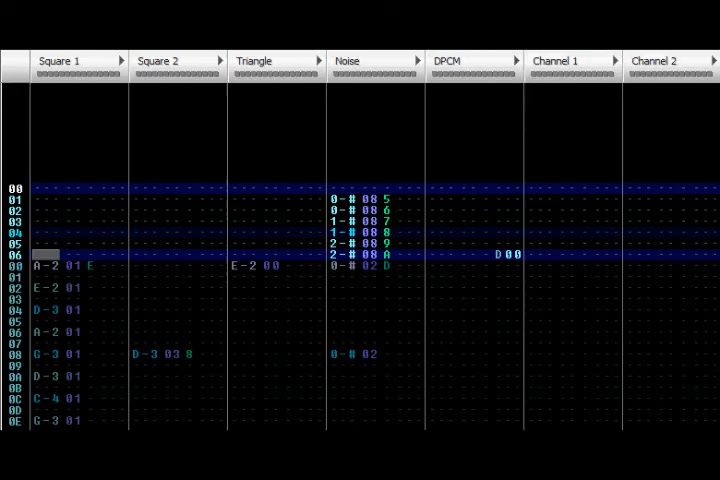 Square 1 Square 2 Triangle Noise DPCM Channel 1 Channel 2
00
01 0-# 08 5
02 0-# 08 6
03 1-# 08 7
04 1-# 08 8
05 2-# 08 9
06 2-# 08 A D00
00 A-2 01 E E-2 00 0-# 02 D
01
02 E-2 01
03
04 D-3 01
05
06 A-2 01
07
08 G-3 01 D-3 03 8 0-# 02
09
0A D-3 01
0B
0C C-4 01
0D
0E G-3 01